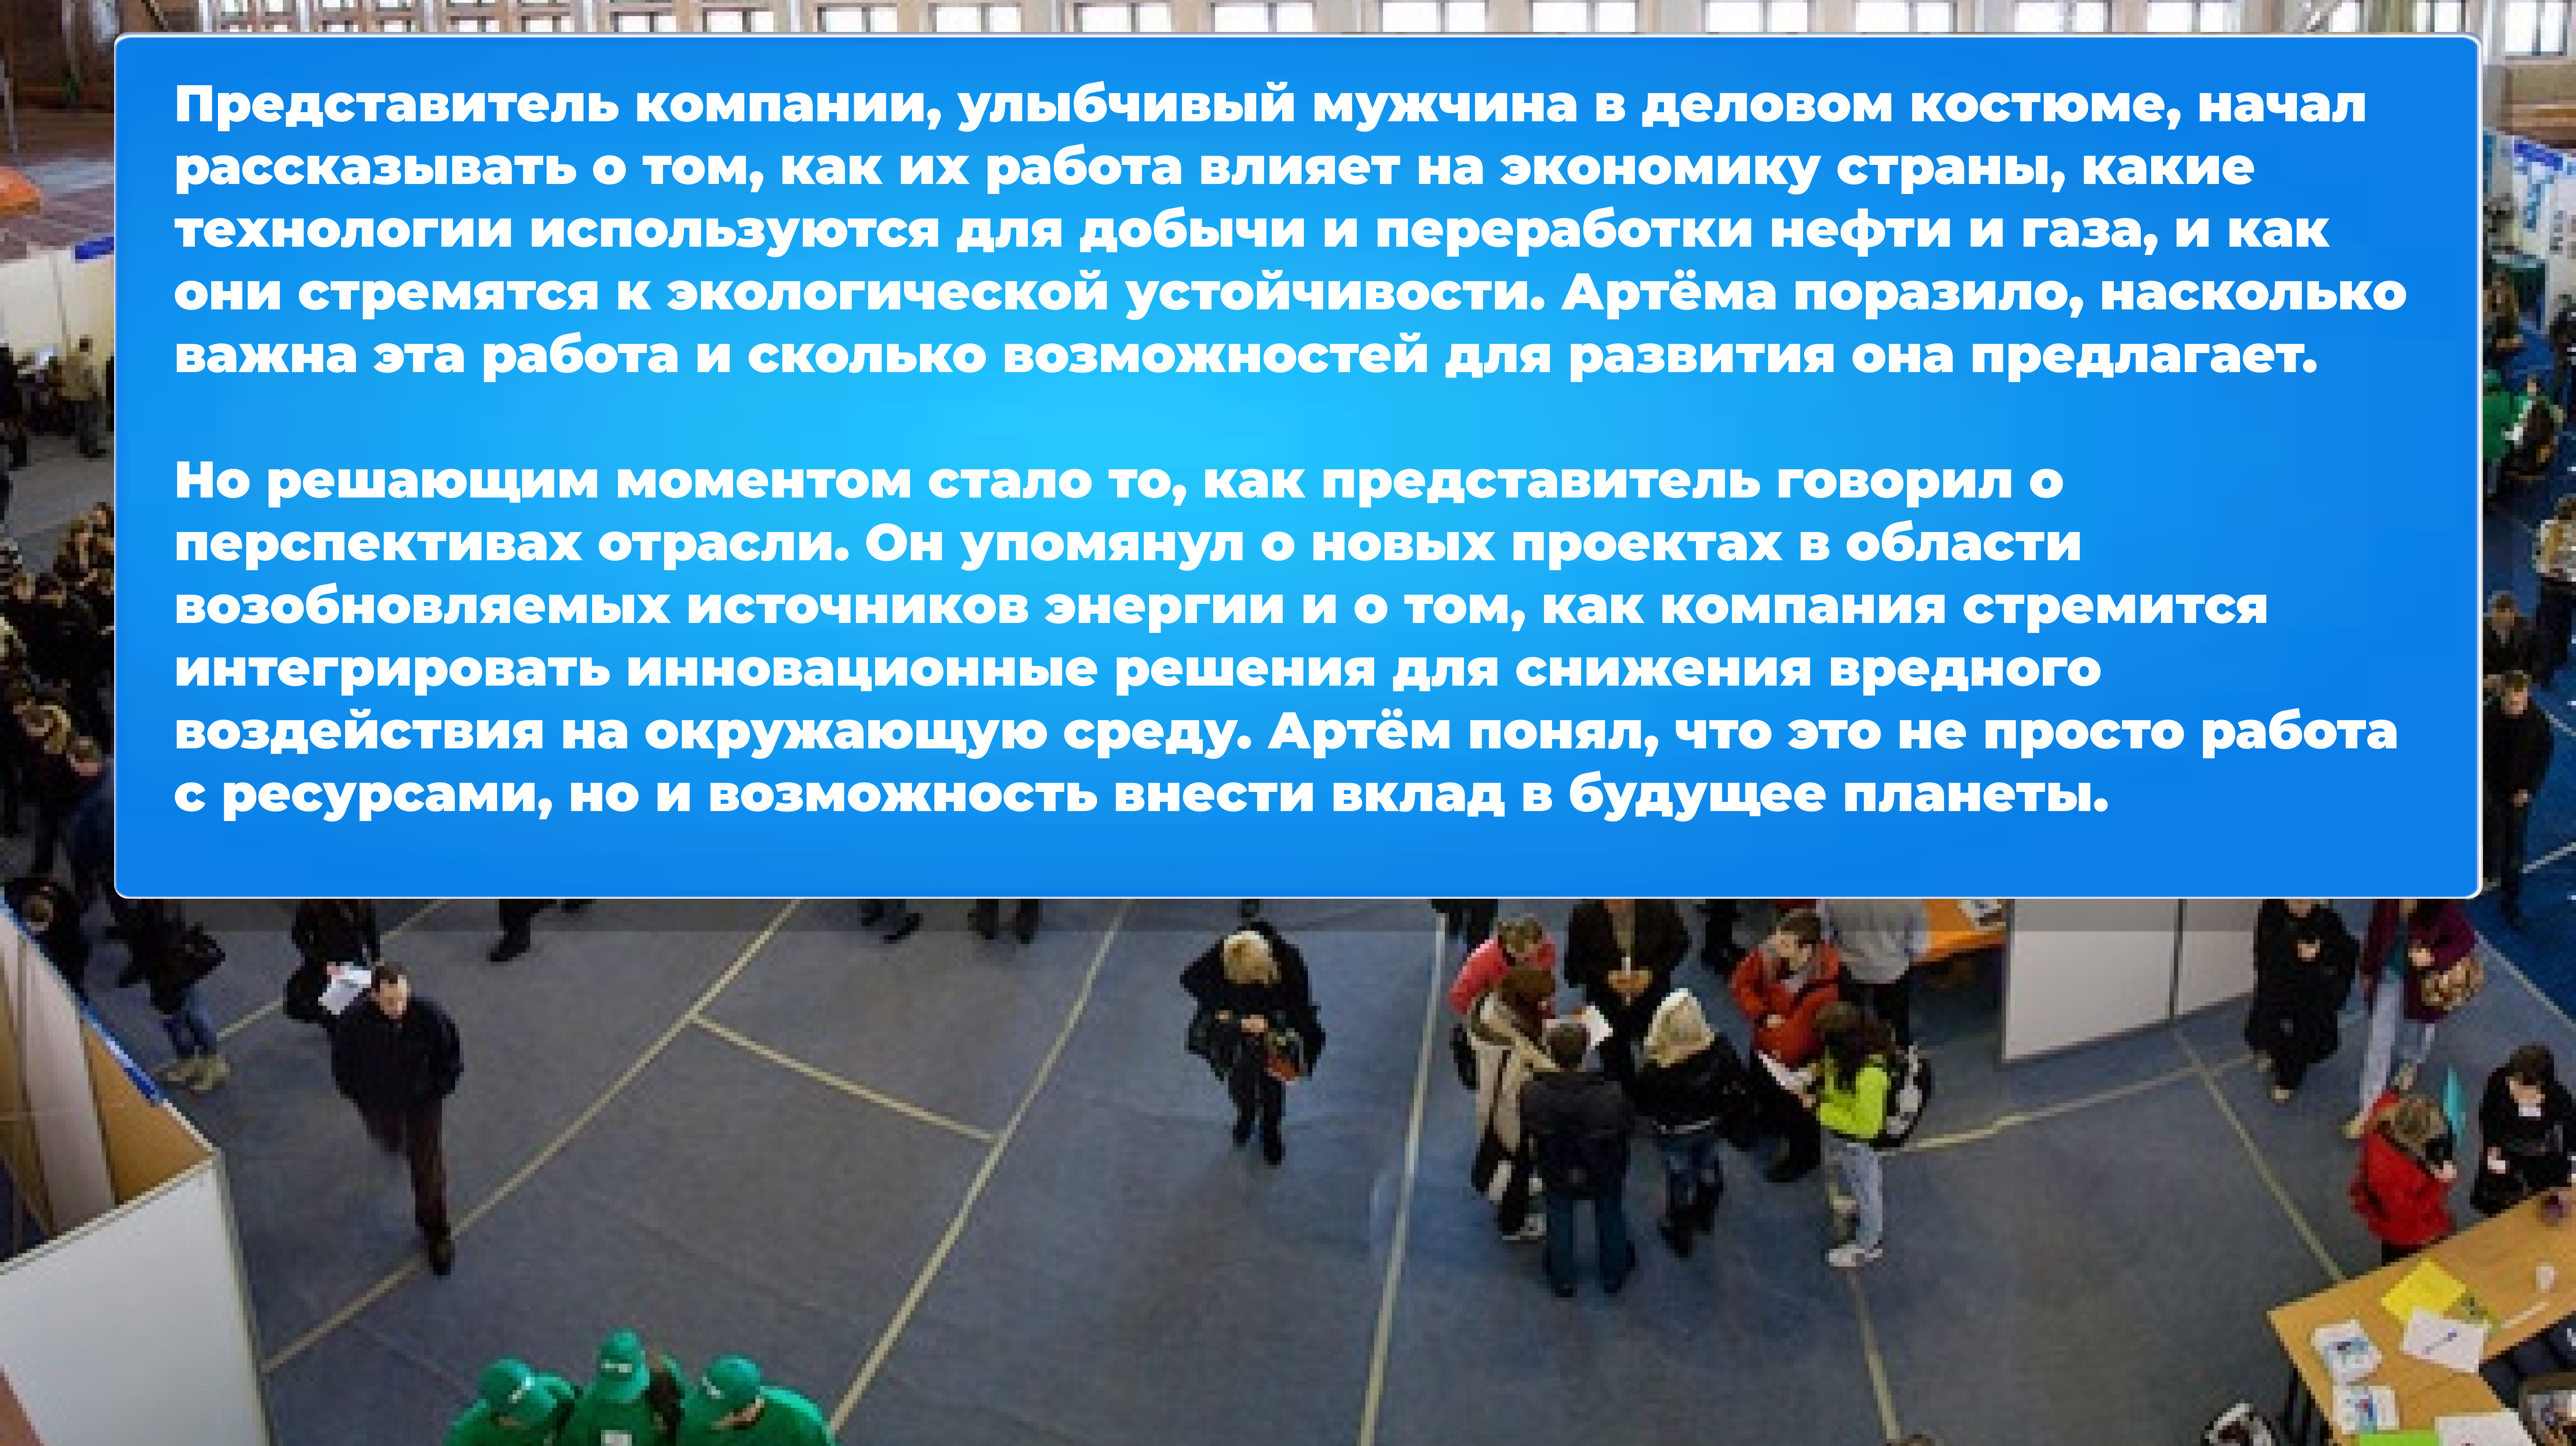 Представитель компании, улыбчивый мужчина в деловом костюме, начал
рассказывать о том, как их работа влияет на экономику страны, какие
технологии используются для добычи и переработки нефти и газа, и как
они стремятся к экологической устойчивости. Артёма поразило, насколько
важна эта работа и сколько возможностей для развития она предлагает.
Но решающим моментом стало то, как представитель говорил о
перспективах отрасли. Он упомянул о новых проектах в области
возобновляемых источников энергии и о том, как компания стремится
интегрировать инновационные решения для снижения вредного
воздействия на окружающую среду. Артём понял, что это не просто работа
с ресурсами, но и возможность внести вклад в будущее планеты.